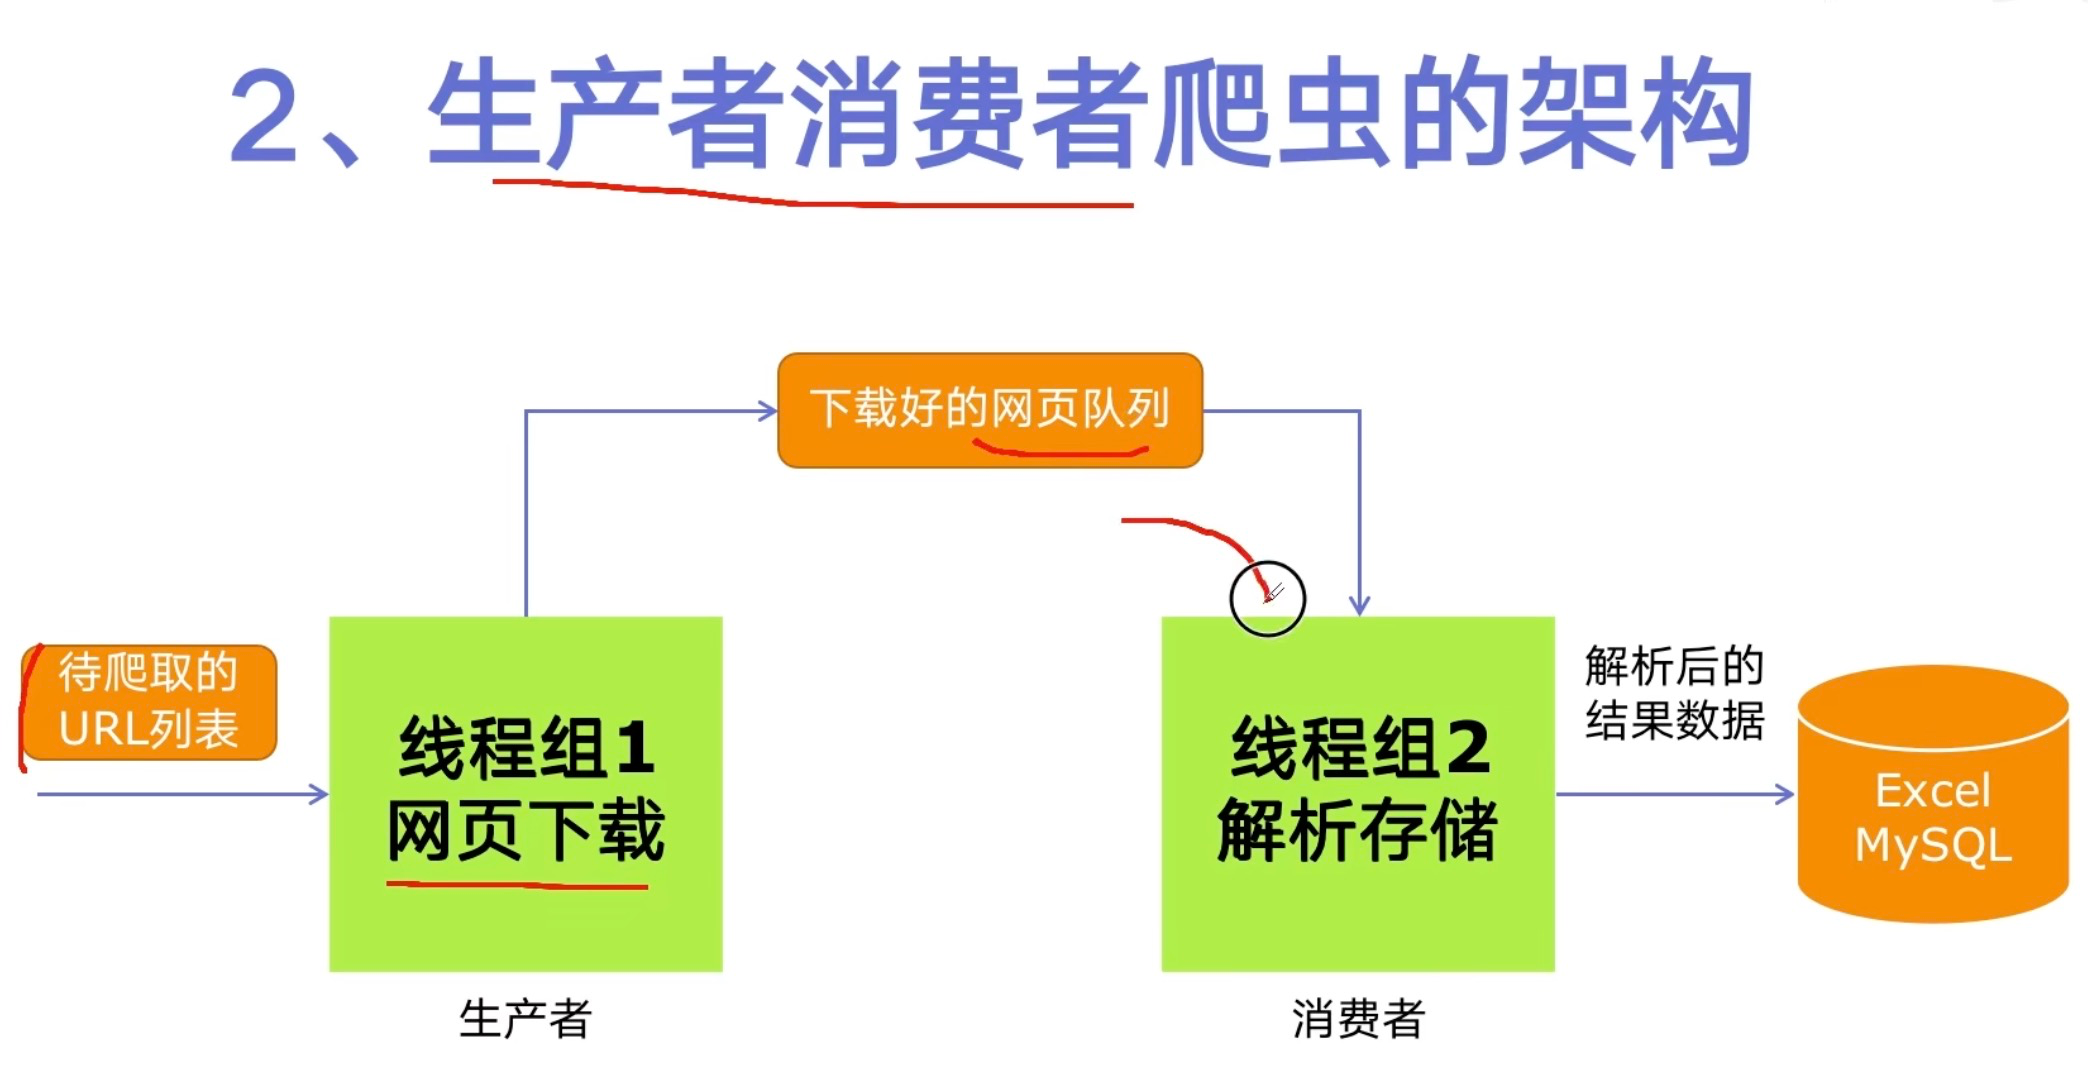 2、生产者消费者爬虫的架构
下载好的网页队列
待爬取的
URL列表
线程组1
网页下载
生产者
线程组2
解析存储
消费者
解析后的
结果数据
Excel
MySQL